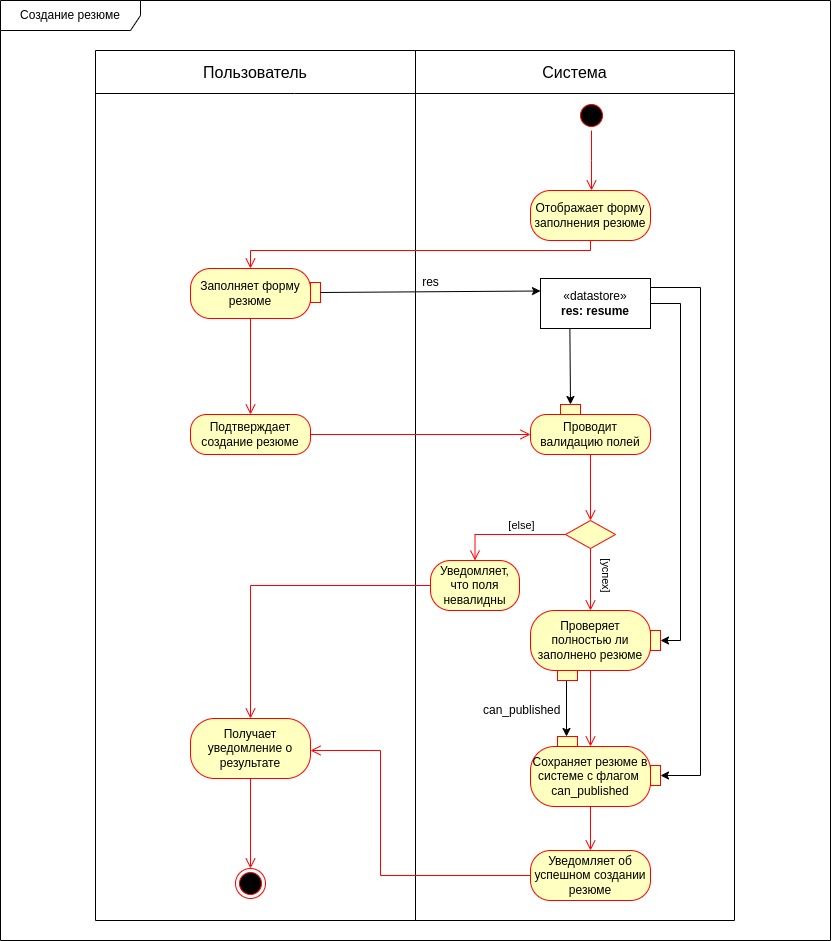 Создание резюме
Пользователь
Система
Отображает форму
заполнения резюме
Заполняет форму
резюме
res
«datastore»
res: resume
Подтверждает
создание резюме
Проводит
валидацию полей
[else]
[успех]
Уведомляет,
что поля
невалидны
Проверяет
полностью ли
заполнено резюме
can_published
Получает
уведомление о
результате
Сохраняет резюме в
системе с флагом
can_published
Уведомляет об
успешном создании
резюме